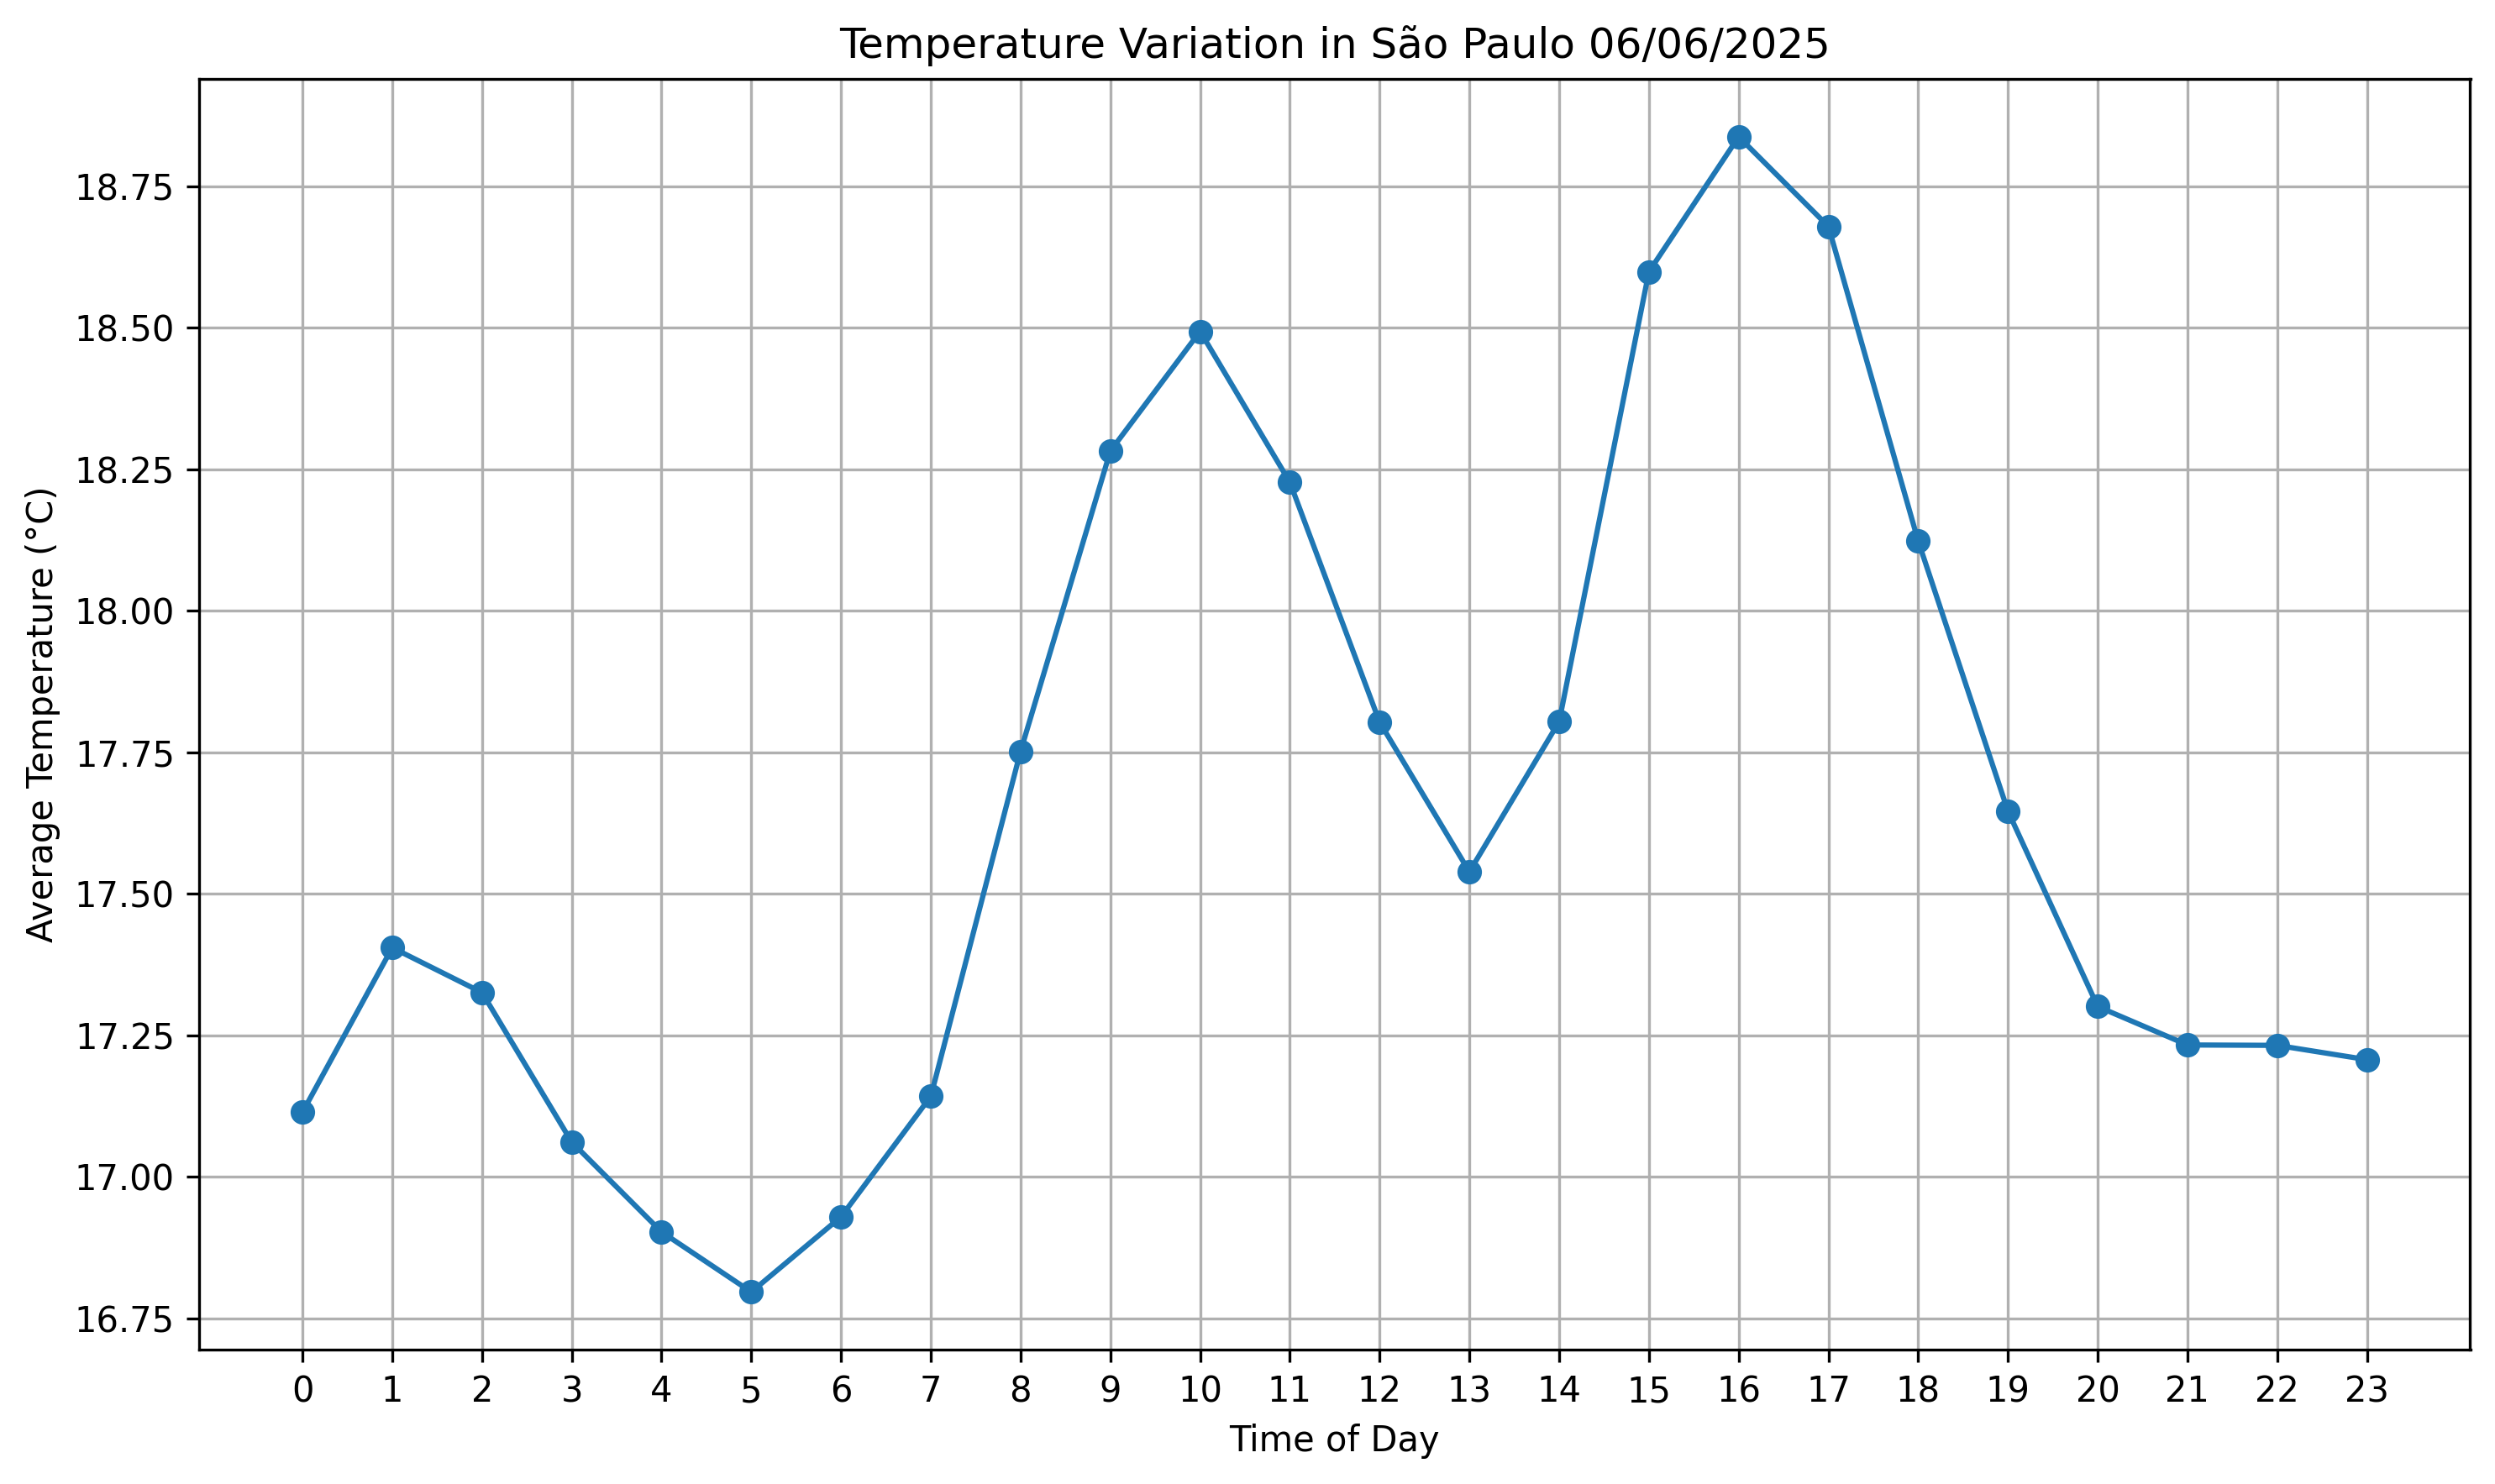 Temperature Variation in São Paulo 06/06/2025
Average Temperature (°C)
18.75
18.50
18.25
18.00
17.75
17.50
17.25
17.00
16.75
0 1 2 3 4 5 6 7 8 9 10 11 12 13 14 15 16 17 18 19 20 21 22 23
Time of Day